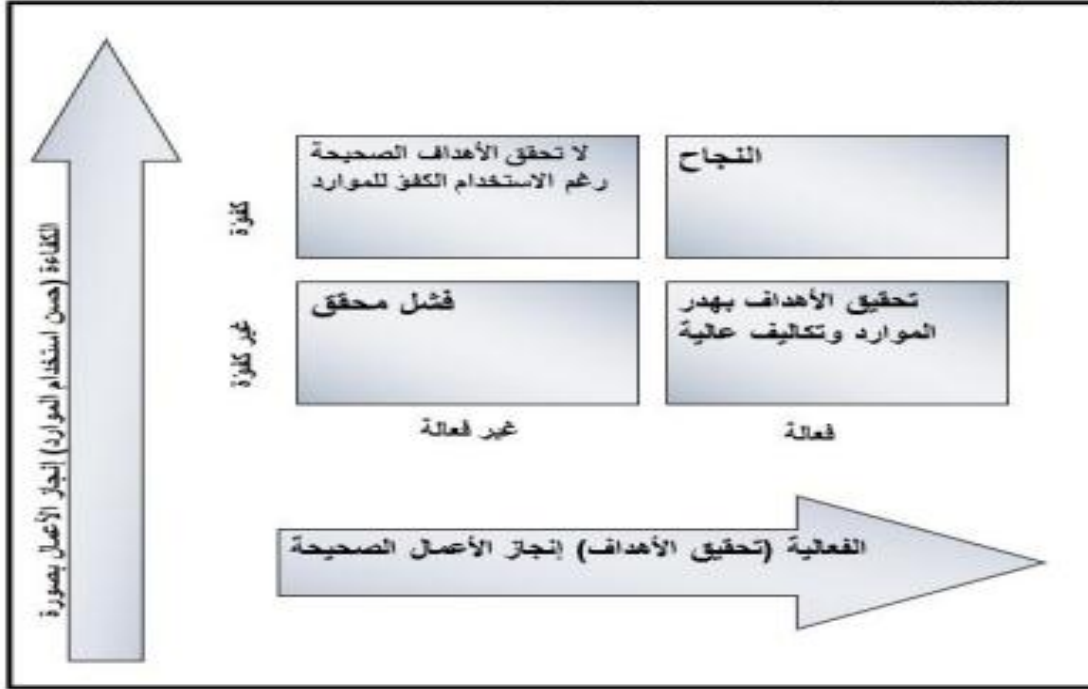 لا تحقق الأهداف الصحيحة
رغم الاستخدام الكفؤ للموارد
النجاح
كفؤة
فشل محقق
تحقيق الأهداف بهدر
الموارد وتكاليف عالية
غير كفؤة
غير فعالة
فعالة
الفعالية (تحقيق الأهداف) إنجاز الأعمال الصحيحة
الكفاءة (حسن استخدام الموارد) إنجاز الأعمال بصورة